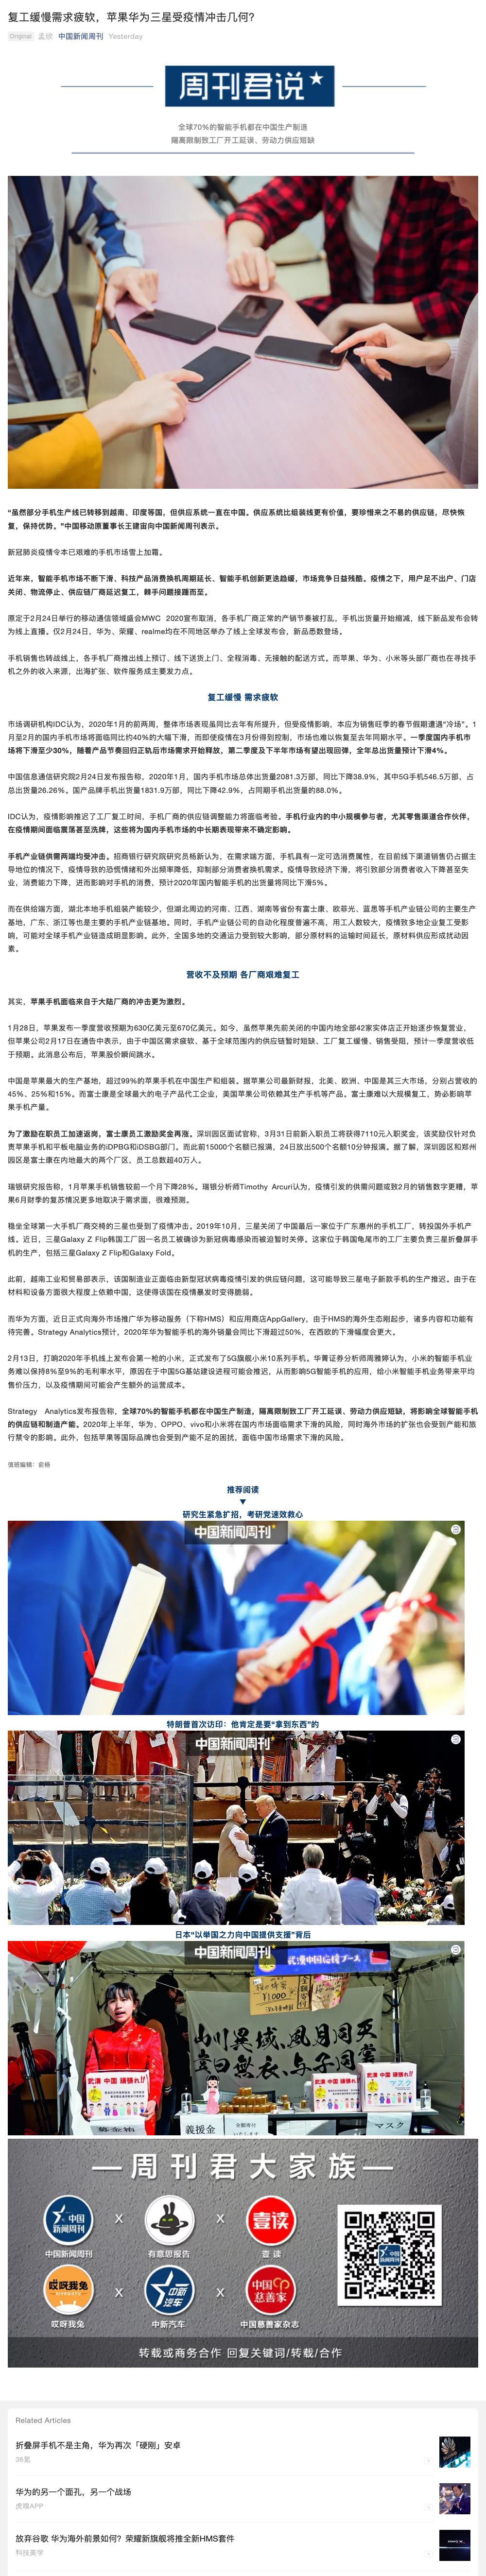 复工缓慢需求疲软，苹果华为三星受疫情冲击几何？
Original 孟欣 中国新闻周刊 Yesterday
周刊君说
全球70%的智能手机都在中国生产制造
隔离限制致工厂开工延误、劳动力供应短缺
“虽然部分手机生产线已转移到越南、印度等国，但供应系统一直在中国。供应系统比组装线更有价值，要珍惜来之不易的供应链，尽快恢
复，保持优势。”中国移动原董事长王建宙向中国新闻周刊表示。
新冠肺炎疫情令本已艰难的手机市场雪上加霜。
近年来，智能手机市场不断下滑、科技产品消费换机周期延长、智能手机创新更迭趋缓，市场竞争日益残酷。疫情之下，用户足不出户、门店
关闭、物流停止、供应链厂商延迟复工，棘手问题接踵而至。
原定于2月24日举行的移动通信领域盛会MWC 2020宣布取消，各手机厂商正常的产销节奏被打乱，手机出货量开始缩减，线下新品发布会转
为线上直播。仅2月24日，华为、荣耀、realme均在不同地区举办了线上全球发布会，新品悉数登场。
手机销售也转战线上，各手机厂商推出线上预订、线下送货上门、全程消毒、无接触的配送方式。而苹果、华为、小米等头部厂商也在寻找手
机之外的收入来源，出海扩张、软件服务成主要发力点。
复工缓慢 需求疲软
市场调研机构IDC认为，2020年1月的前两周，整体市场表现虽同比去年有所提升，但受疫情影响，本应为销售旺季的春节假期遭遇“冷场”。1
月至2月的国内手机市场将面临同比约40%的大幅下滑，而即使疫情在3月份得到控制，市场也难以恢复至去年同期水平。一季度国内手机市
场将下滑至少30%，随着产品节奏回归正轨后市场需求开始释放，第二季度及下半年市场有望出现回弹，全年总出货量预计下滑4%。
中国信息通信研究院2月24日发布报告称，2020年1月，国内手机市场总体出货量2081.3万部，同比下降38.9%，其中5G手机546.5万部，占
总出货量26.26%。国产品牌手机出货量1831.9万部，同比下降42.9%，占同期手机出货量的88.0%。
IDC认为，疫情影响推迟了工厂复工时间，手机厂商的供应链调整能力将面临考验。手机行业内的中小规模参与者，尤其零售渠道合作伙伴，
在疫情期间面临震荡甚至洗牌，这些将为国内手机市场的中长期表现带来不确定影响。
手机产业链供需两端均受冲击。招商银行研究院研究员杨新认为，在需求端方面，手机具有一定可选消费属性，在目前线下渠道销售仍占据主
导地位的情况下，疫情导致的恐慌情绪和外出频率降低，抑制部分消费者换机需求。疫情导致经济下滑，将引致部分消费者收入下降甚至失
业，消费能力下降，进而影响对手机的消费，预计2020年国内智能手机的出货量将同比下滑5%。
而在供给端方面，湖北本地手机组装产能较少，但湖北周边的河南、江西、湖南等省份有富士康、欧菲光、蓝思等手机产业链公司的主要生产
基地，广东、浙江等也是主要的手机产业链基地。同时，手机产业链公司的自动化程度普遍不高，用工人数较大，疫情致多地企业复工受影
响，可能对全球手机产业链造成明显影响。此外，全国多地的交通运力受到较大影响，部分原材料的运输时间延长，原材料供应形成扰动因
素。
营收不及预期 各厂商艰难复工
其实，苹果手机面临来自于大陆厂商的冲击更为激烈。
1月28日，苹果发布一季度营收预期为630亿美元至670亿美元。如今，虽然苹果先前关闭的中国内地全部42家实体店正开始逐步恢复营业，
但苹果公司2月17日在通告中表示，由于中国区需求疲软、基于全球范围内的供应链暂时短缺、工厂复工缓慢、销售受阻，预计一季度营收低
于预期。此消息公布后，苹果股价瞬间跳水。
中国是苹果最大的生产基地，超过99%的苹果手机在中国生产和组装。据苹果公司最新财报，北美、欧洲、中国是其三大市场，分别占营收的
45%、25%和15%。而富士康是全球最大的电子产品代工企业，美国苹果公司依赖其生产手机等产品。富士康难以大规模复工，势必影响苹
果手机产量。
为了激励在职员工加速返岗，富士康员工激励奖金再涨。深圳园区面试官称，3月31日前新入职员工将获得7110元入职奖金，该奖励仅针对负
责苹果手机和平板电脑业务的iDPBG和iDSBG部门。而此前15000个名额已报满，24日放出500个名额10分钟报满。据了解，深圳园区和郑州
园区是富士康在内地最大的两个厂区，员工总数超40万人。
瑞银研究报告称，1月苹果手机销售较前一个月下降28%。瑞银分析师Timothy Arcuri认为，疫情引发的供需问题或致2月的销售数字更糟，苹
果6月财季的复苏情况更多地取决于需求面，很难预测。
稳坐全球第一大手机厂商交椅的三星也受到了疫情冲击。2019年10月，三星关闭了中国最后一家位于广东惠州的手机工厂，转投国外手机产
线。近日，三星Galaxy Z Flip韩国工厂因一名员工被确诊为新冠病毒感染而被迫暂时关停。这家位于韩国龟尾市的工厂主要负责三星折叠屏手
机的生产，包括三星Galaxy Z Flip和Galaxy Fold。
此前，越南工业和贸易部表示，该国制造业正面临由新型冠状病毒疫情引发的供应链问题，这可能导致三星电子新款手机的生产推迟。由于在
材料和设备方面很大程度上依赖中国，这使得该国在疫情暴发时变得脆弱。
而华为方面，近日正式向海外市场推广华为移动服务（下称HMS）和应用商店AppGallery，由于HMS的海外生态刚起步，诸多内容和功能有
待完善。Strategy Analytics预计，2020年华为智能手机的海外销量会同比下滑超过50%，在西欧的下滑幅度会更大。
2月13日，打响2020年手机线上发布会第一枪的小米，正式发布了5G旗舰小米10系列手机。华菁证券分析师周雅婷认为，小米的智能手机业
务难以保持8%至9%的毛利率水平，原因在于中国5G基站建设进程可能会推迟，从而影响5G智能手机的应用，给小米智能手机业务带来平均
售价压力，以及疫情期间可能会产生额外的运营成本。
Strategy Analytics发布报告称，全球70%的智能手机都在中国生产制造，隔离限制致工厂开工延误、劳动力供应短缺，将影响全球智能手机
的供应链和制造产能。2020年上半年，华为、OPPO、vivo和小米将在国内市场面临需求下滑的风险，同时海外市场的扩张也会受到产能和旅
行禁令的影响。此外，包括苹果等国际品牌也会受到产能不足的困扰，面临中国市场需求下滑的风险。
值班编辑：俞杨
推荐阅读
▼
研究生紧急扩招，考研党速效救心
中国新闻周刊
特朗普首次访印：他肯定是要“拿到东西”的
中国新闻周刊
日本“以举国之力向中国提供支援”背后
中国新闻周刊
¥1000
山川異域 風月同天
豈曰無衣 与子同裳
武漢 中国 頑張れ!!
義援金
マスク
周刊君大家族
中国新闻周刊 X 有意思报告 X 壹读
哎呀我兔 X 中新汽车 X 中国慈善家杂志
转载或商务合作 回复关键词/转载/合作
Related Articles
折叠屏手机不是主角，华为再次「硬刚」安卓
36氪
华为的另一个面孔，另一个战场
虎嗅APP
放弃谷歌 华为海外前景如何？荣耀新旗舰将推全新HMS套件
科技美学